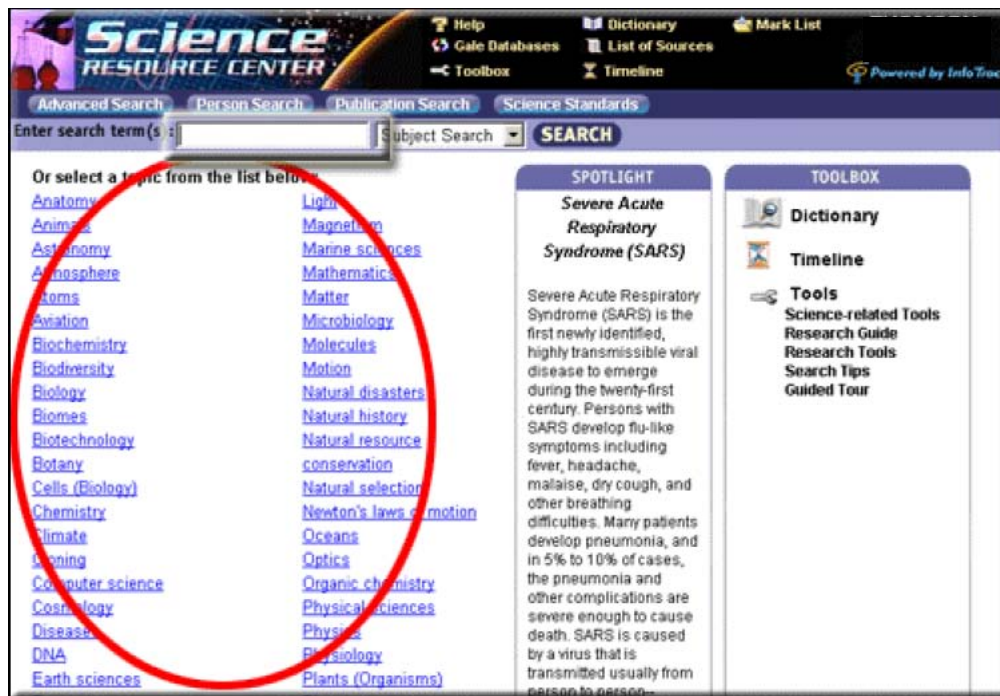 Science
RESOURCE CENTER
Help
Gale Databases
Toolbox
Dictionary
List of Sources
Timeline
Mark List
Powered by InfoTrac
Advanced Search
Person Search
Publication Search
Science Standards
Enter search term(s):
Subject Search
SEARCH
Or select a topic from the list below
Anatomy
Animals
Astronomy
Atmosphere
Atoms
Aviation
Biochemistry
Biodiversity
Biology
Biomes
Biotechnology
Botany
Cells (Biology)
Chemistry
Climate
Cloning
Computer science
Cosmology
Disease
DNA
Earth sciences
Light
Magnetism
Marine sciences
Mathematics
Matter
Microbiology
Molecules
Motion
Natural disasters
Natural history
Natural resource
conservation
Natural selection
Newton's laws of motion
Oceans
Optics
Organic chemistry
Physical sciences
Physics
Physiology
Plants (Organisms)
SPOTLIGHT
Severe Acute
Respiratory
Syndrome (SARS)
Severe Acute Respiratory
Syndrome (SARS) is the
first newly identified,
highly transmissible viral
disease to emerge
during the twenty-first
century. Persons with
SARS develop flu-like
symptoms including
fever, headache,
malaise, dry cough, and
other breathing
difficulties. Many patients
develop pneumonia, and
in 5% to 10% of cases,
the pneumonia and
other complications are
severe enough to cause
death. SARS is caused
by a virus that is
transmitted usually from
person to person--
TOOLBOX
Dictionary
Timeline
Tools
Science-related Tools
Research Guide
Research Tools
Search Tips
Guided Tour